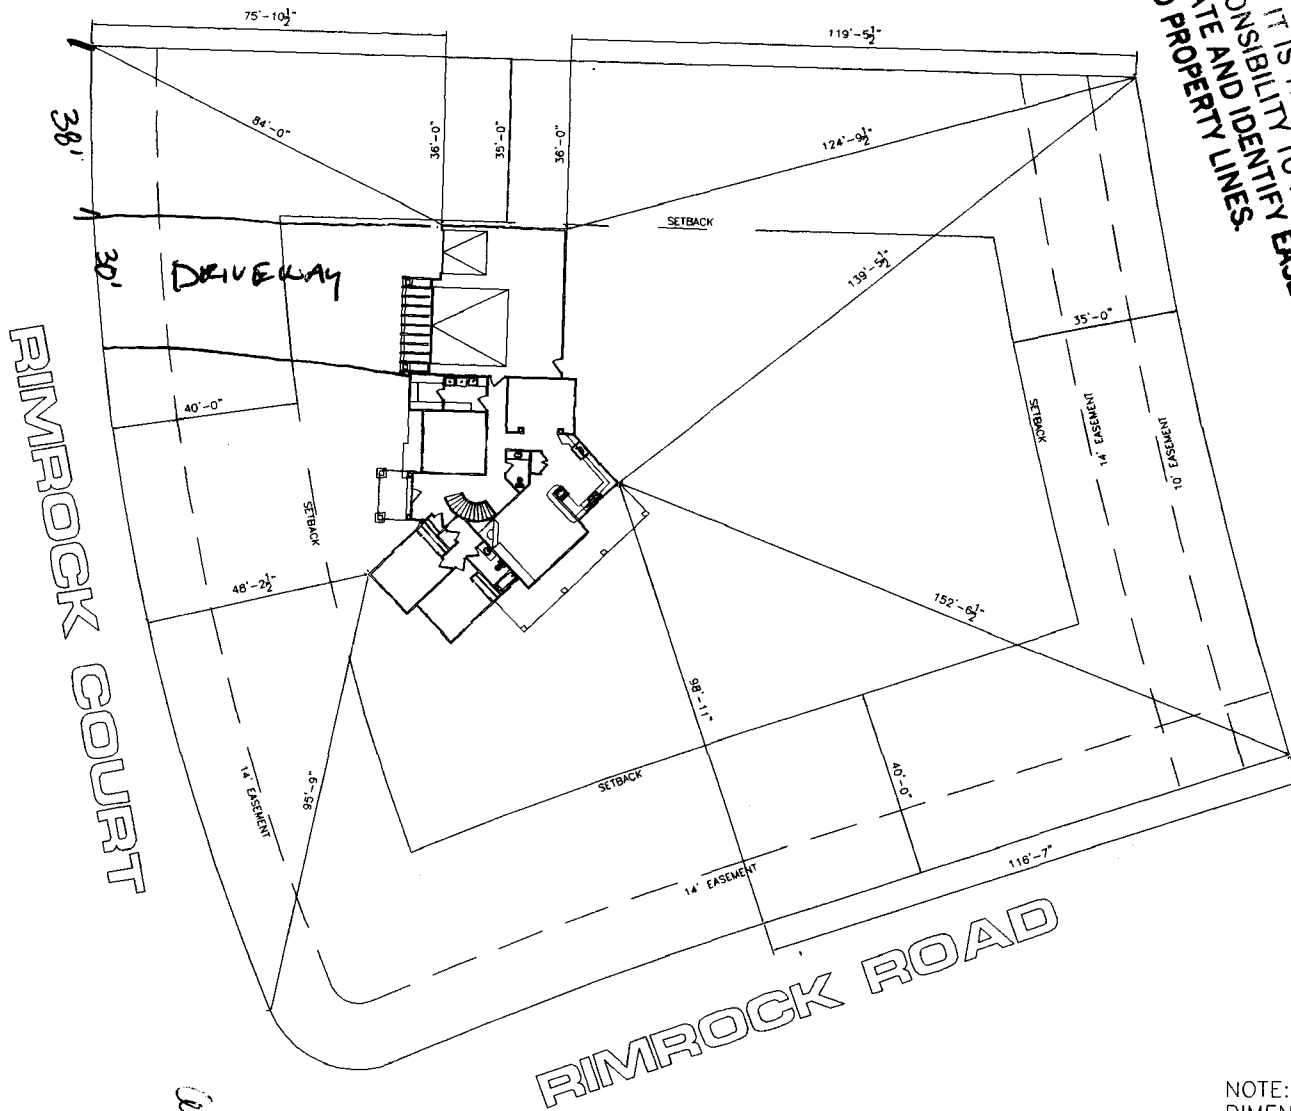 75'-10½"
119'-5½"
IT IS
ONSIBILITY TO
ATE AND IDENTIFY EASE
PROPERTY LINES.
38'
84'-0"
36'-0"
35'-0"
36'-0"
124'-9½"
SETBACK
30'
DRIVEWAY
139'-5½"
35'-0"
RIMROCK COURT
40'-0"
SETBACK
SETBACK
14' EASEMENT
10' EASEMENT
48'-2½"
152'-6½"
98'-11"
14' EASEMENT
95'-9"
SETBACK
40'-0"
14' EASEMENT
116'-7"
RIMROCK ROAD
NOTE: